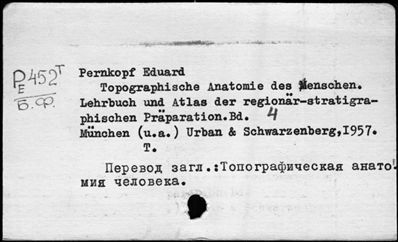 РЕ452Т
Б.Ф.
Pernkopf Eduard
Topographische Anatomie des Menschen.
Lehrbuch und Atlas der regionär-stratigra-
phischen Präparation.Bd. 4
München (u.a.) Urban & Schwarzenberg,1957.
T.
Перевод загл.:Топографическая анато
мия человека.